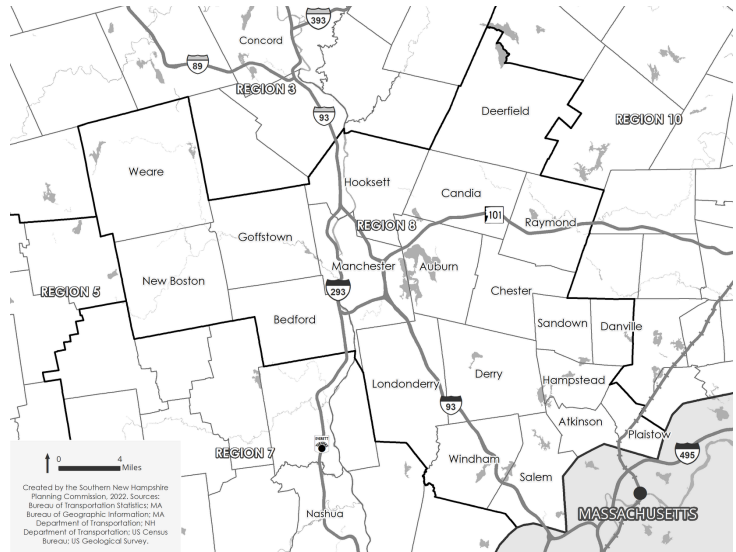 393
Concord
89
REGION 3
93
Deerfield
REGION 10
Weare
Hooksett
Candia
101
Raymond
REGION 8
Goffstown
Manchester
Auburn
New Boston
293
Chester
REGION 5
Bedford
Sandown
Danville
Londonderry
Derry
Hampstead
93
Atkinson
Plaistow
REGION 7
Windham
495
Salem
MASSACHUSETTS
Nashua
0 4
Miles
Created by the Southern New Hampshire
Planning Commission, 2022. Sources:
Bureau of Transportation Statistics; MA
Bureau of Geographic Information; MA
Department of Transportation; NH
Department of Transportation; US Census
Bureau; US Geological Survey.